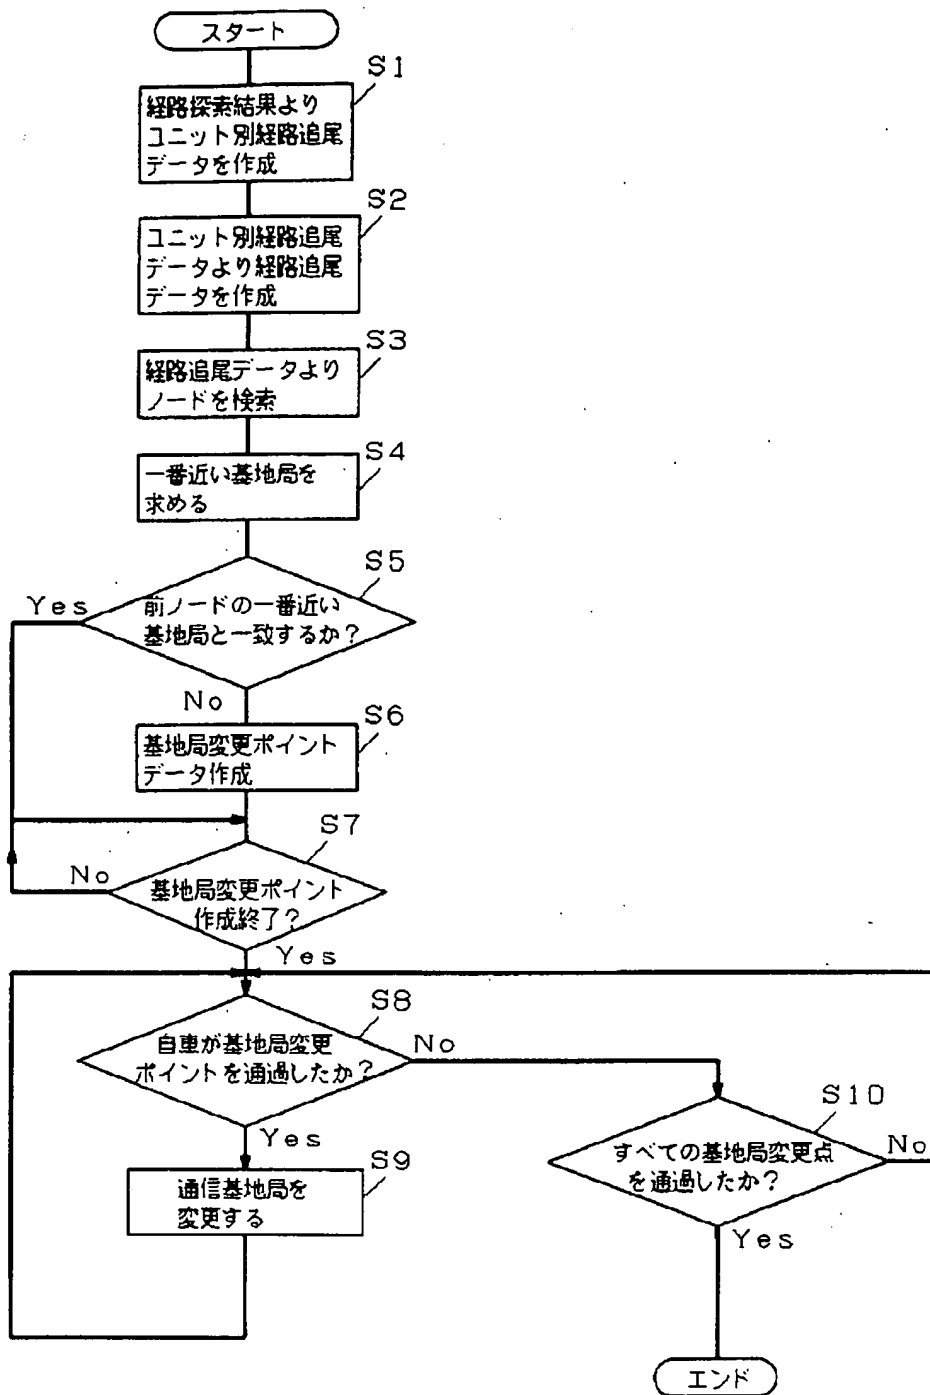 スタート
S1
経路探索結果より
ユニット別経路追尾
データを作成
S2
ユニット別経路追尾
データより経路追尾
データを作成
S3
経路追尾データより
ノードを検索
S4
一番近い基地局を
求める
S5
Yes
前ノードの一番近い
基地局と一致するか?
No
S6
基地局変更ポイント
データ作成
S7
No
基地局変更ポイント
作成終了?
Yes
S8
自車が基地局変更
ポイントを通過したか?
No
Yes
S9
通信基地局を
変更する
S10
すべての基地局変更点
を通過したか?
No
Yes
エンド